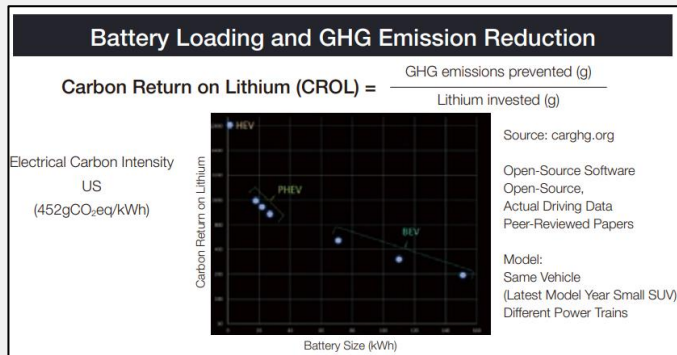 Battery Loading and GHG Emission Reduction
Carbon Return on Lithium (CROL) =
GHG emissions prevented (g)
Lithium invested (g)
Electrical Carbon Intensity
US
(452gCO₂eq/kWh)
Carbon Return on Lithium
HEV
PHEV
BEV
Battery Size (kWh)
Source: carghg.org
Open-Source Software
Open-Source,
Actual Driving Data
Peer-Reviewed Papers
Model:
Same Vehicle
(Latest Model Year Small SUV)
Different Power Trains